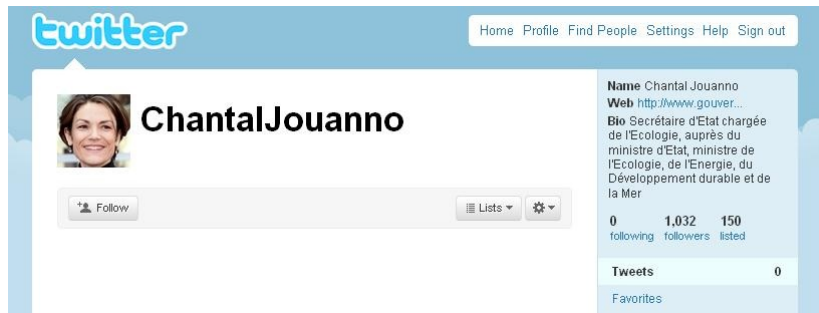 twitter
Home Profile Find People Settings Help Sign out
ChantalJouanno
Follow
Lists
Name Chantal Jouanno
Web http://www.gouver...
Bio Secrétaire d'Etat chargée
de l'Ecologie, auprès du
ministre d'Etat, ministre de
l'Ecologie, de l'Energie, du
Développement durable et de
la Mer
0 1,032 150
following followers listed
Tweets 0
Favorites